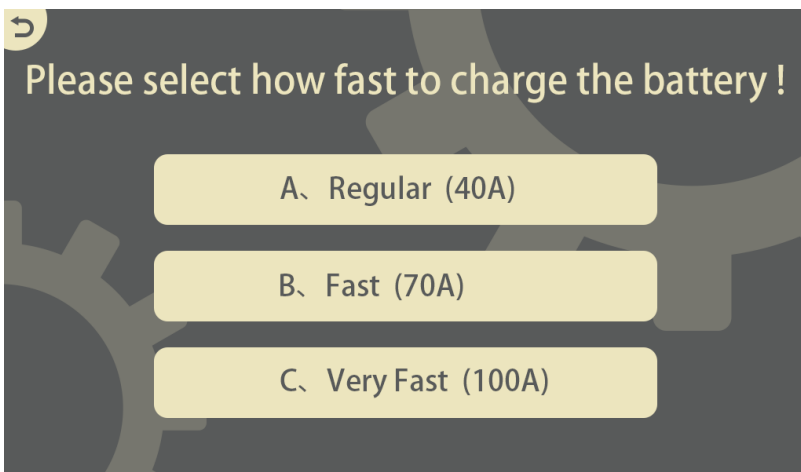 Please select how fast to charge the battery !
A、Regular (40A)
B、Fast (70A)
C、Very Fast (100A)